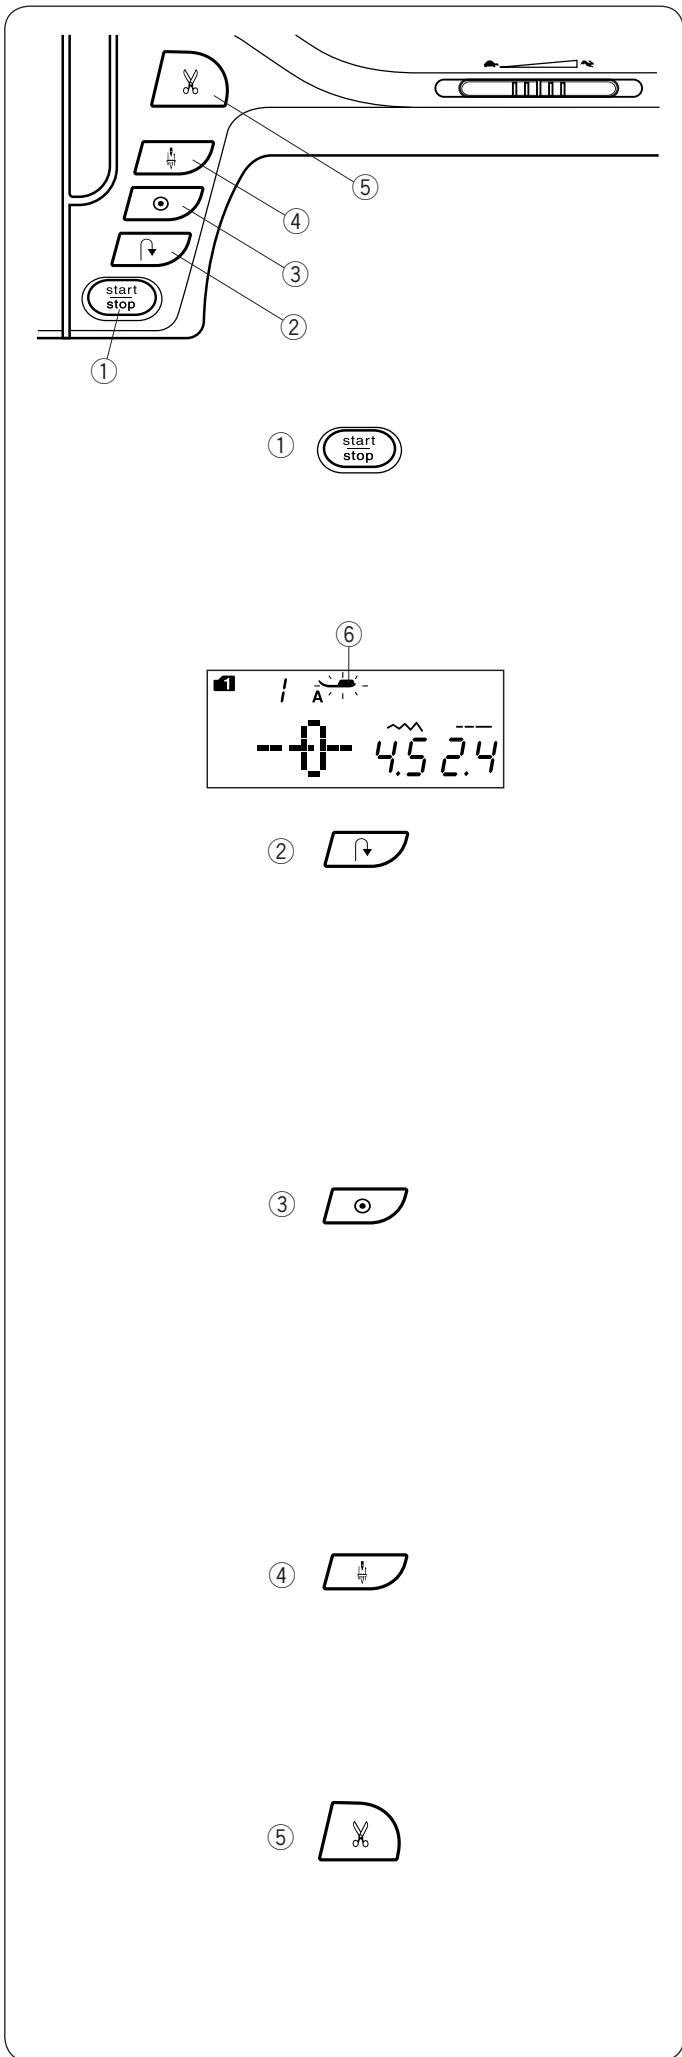 ⑤
④
③
start
stop
②
①
① start
stop
⑥
1 1
A
--0-- 4.5 2.4
②
③
④
⑤